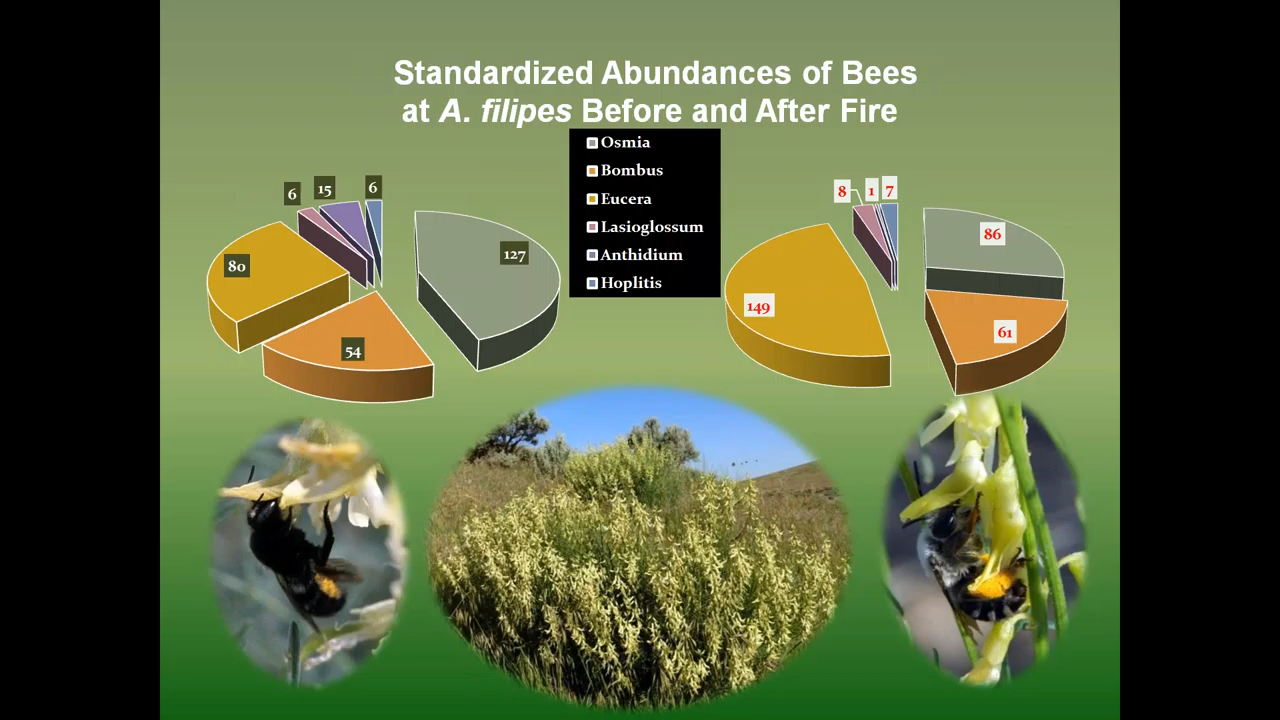 Standardized Abundances of Bees
at A. filipes Before and After Fire
Osmia
Bombus
Eucera
Lasioglossum
Anthidium
Hoplitis
6
15
6
127
80
54
8
1
7
86
149
61